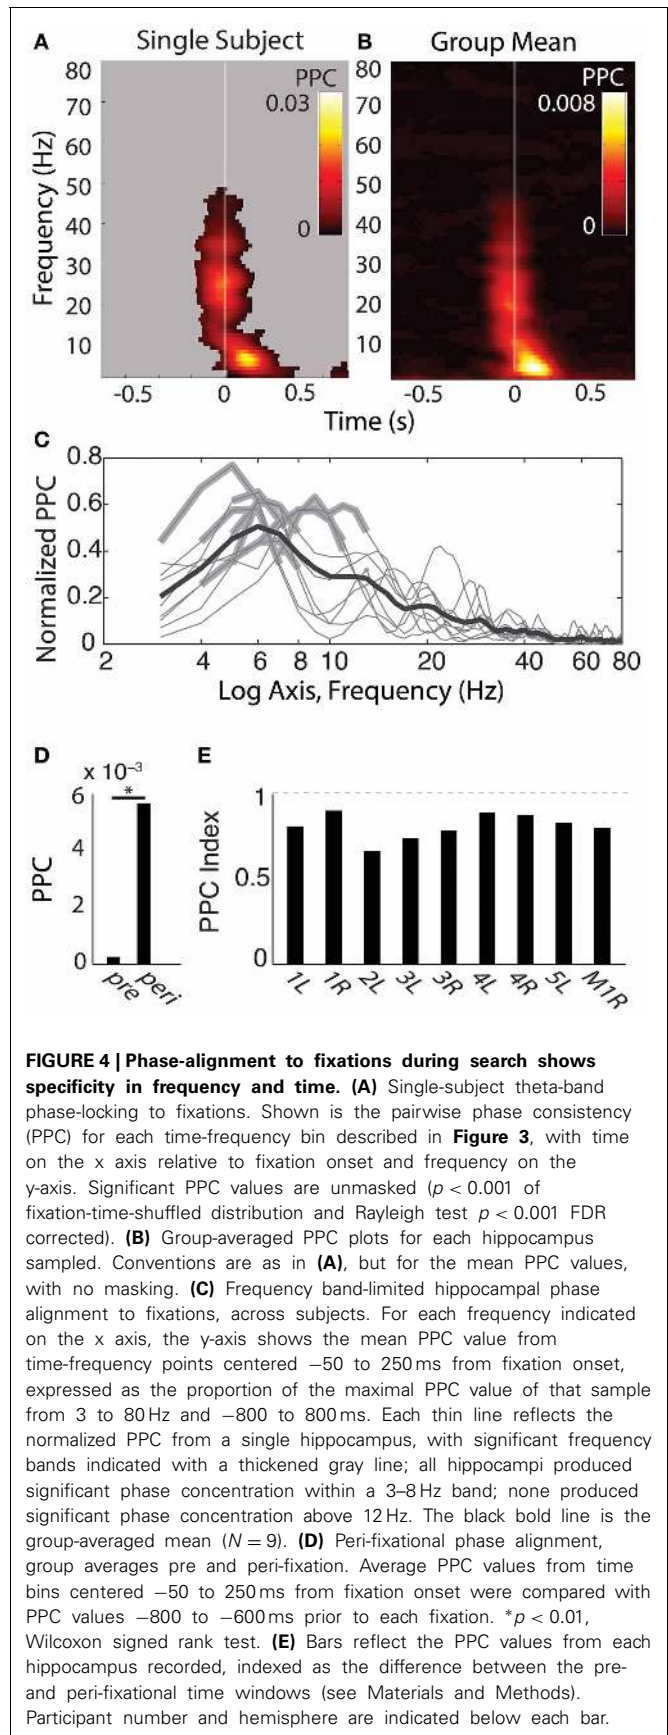 A Single Subject B Group Mean
80 PPC 80 PPC
70 0.03 70 0.008
60 60
50 0 50 0
40 40
30 30
20 20
10 10
Frequency (Hz)
-0.5 0 0.5 -0.5 0 0.5
Time (s)
C
0.8
0.6
0.4
0.2
0
Normalized PPC
2 4 6 8 10 20 40 60 80
Log Axis, Frequency (Hz)
D E
x 10⁻³
6 *
4
2
0
PPC
pre peri
1
0.5
0
PPC Index
1L 1R 2L 3L 3R 4L 4R 5L M1R
FIGURE 4 | Phase-alignment to fixations during search shows
specificity in frequency and time. (A) Single-subject theta-band
phase-locking to fixations. Shown is the pairwise phase consistency
(PPC) for each time-frequency bin described in Figure 3, with time
on the x axis relative to fixation onset and frequency on the
y-axis. Significant PPC values are unmasked (p < 0.001 of
fixation-time-shuffled distribution and Rayleigh test p < 0.001 FDR
corrected). (B) Group-averaged PPC plots for each hippocampus
sampled. Conventions are as in (A), but for the mean PPC values,
with no masking. (C) Frequency band-limited hippocampal phase
alignment to fixations, across subjects. For each frequency indicated
on the x axis, the y-axis shows the mean PPC value from
time-frequency points centered −50 to 250 ms from fixation onset,
expressed as the proportion of the maximal PPC value of that sample
from 3 to 80 Hz and −800 to 800 ms. Each thin line reflects the
normalized PPC from a single hippocampus, with significant frequency
bands indicated with a thickened gray line; all hippocampi produced
significant phase concentration within a 3–8 Hz band; none produced
significant phase concentration above 12 Hz. The black bold line is the
group-averaged mean (N = 9). (D) Peri-fixational phase alignment,
group averages pre and peri-fixation. Average PPC values from time
bins centered −50 to 250 ms from fixation onset were compared with
PPC values −800 to −600 ms prior to each fixation. *p < 0.01,
Wilcoxon signed rank test. (E) Bars reflect the PPC values from each
hippocampus recorded, indexed as the difference between the pre-
and peri-fixational time windows (see Materials and Methods).
Participant number and hemisphere are indicated below each bar.